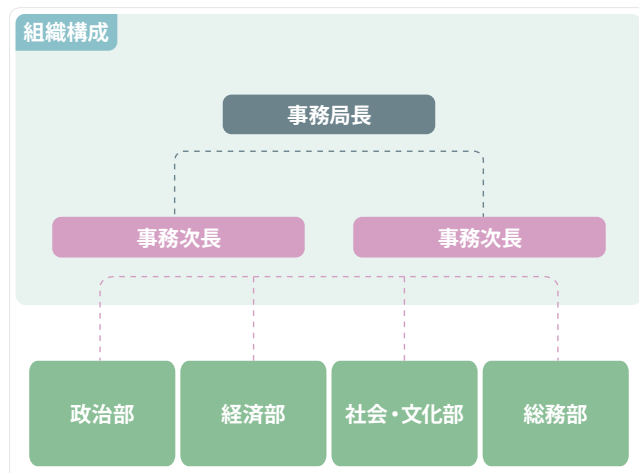 組織構成
事務局長
事務次長
事務次長
政治部
経済部
社会・文化部
総務部